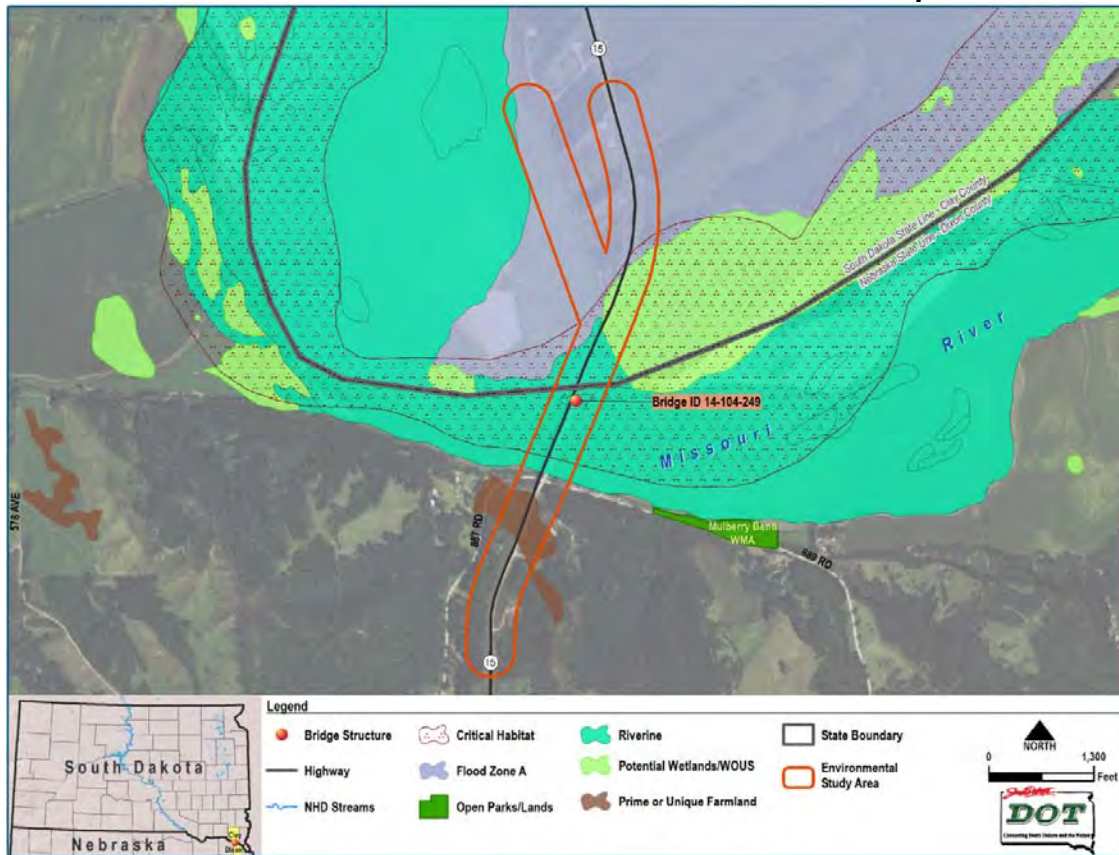 15
South Dakota State Line - Clay County
Nebraska State Line - Dixon County
River
Bridge ID 14-104-249
Missouri
578 AVE
887 RD
Mulberry Bend
WMA
889 RD
15
South Dakota
Nebraska
Clay
Dixon
Legend
Bridge Structure
Critical Habitat
Riverine
State Boundary
Highway
Flood Zone A
Potential Wetlands/WOUS
Environmental
Study Area
NHD Streams
Open Parks/Lands
Prime or Unique Farmland
NORTH
0 1,300
Feet
DOT